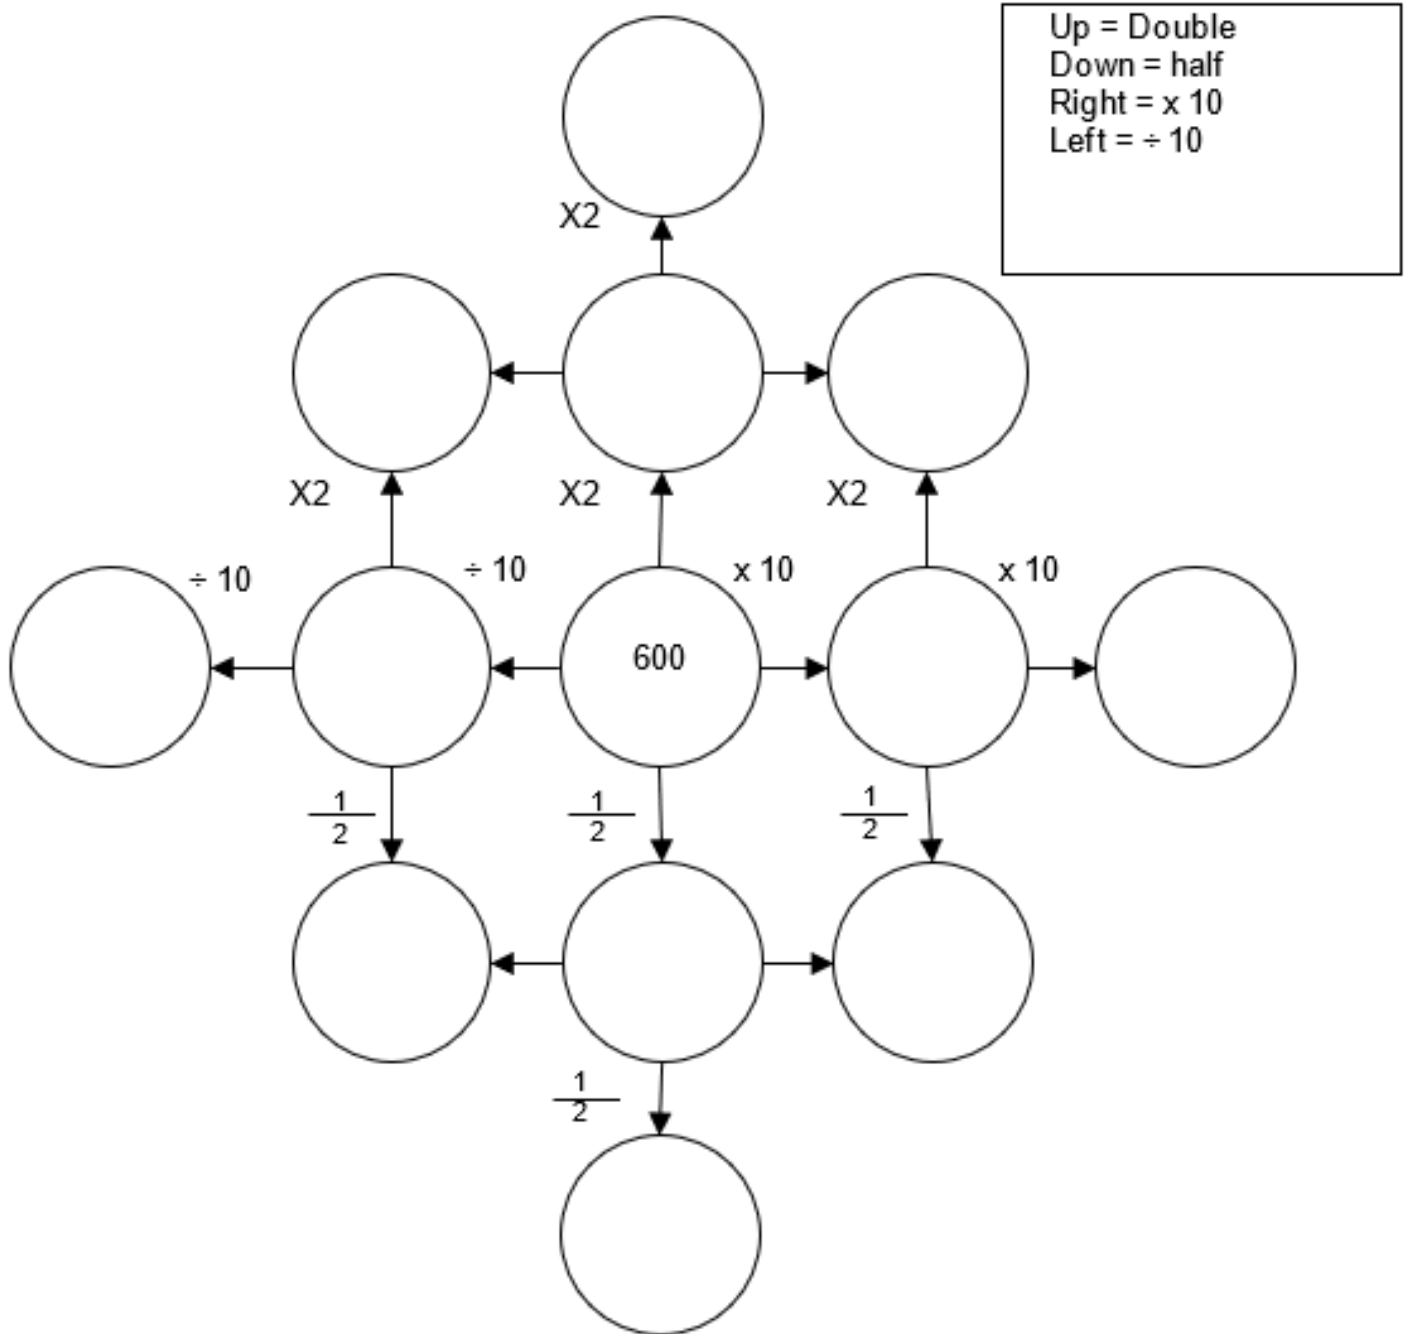 Up = Double
Down = half
Right = x 10
Left = ÷ 10
X2
X2
X2
X2
÷ 10
÷ 10
x 10
x 10
600
1
2
1
2
1
2
1
2